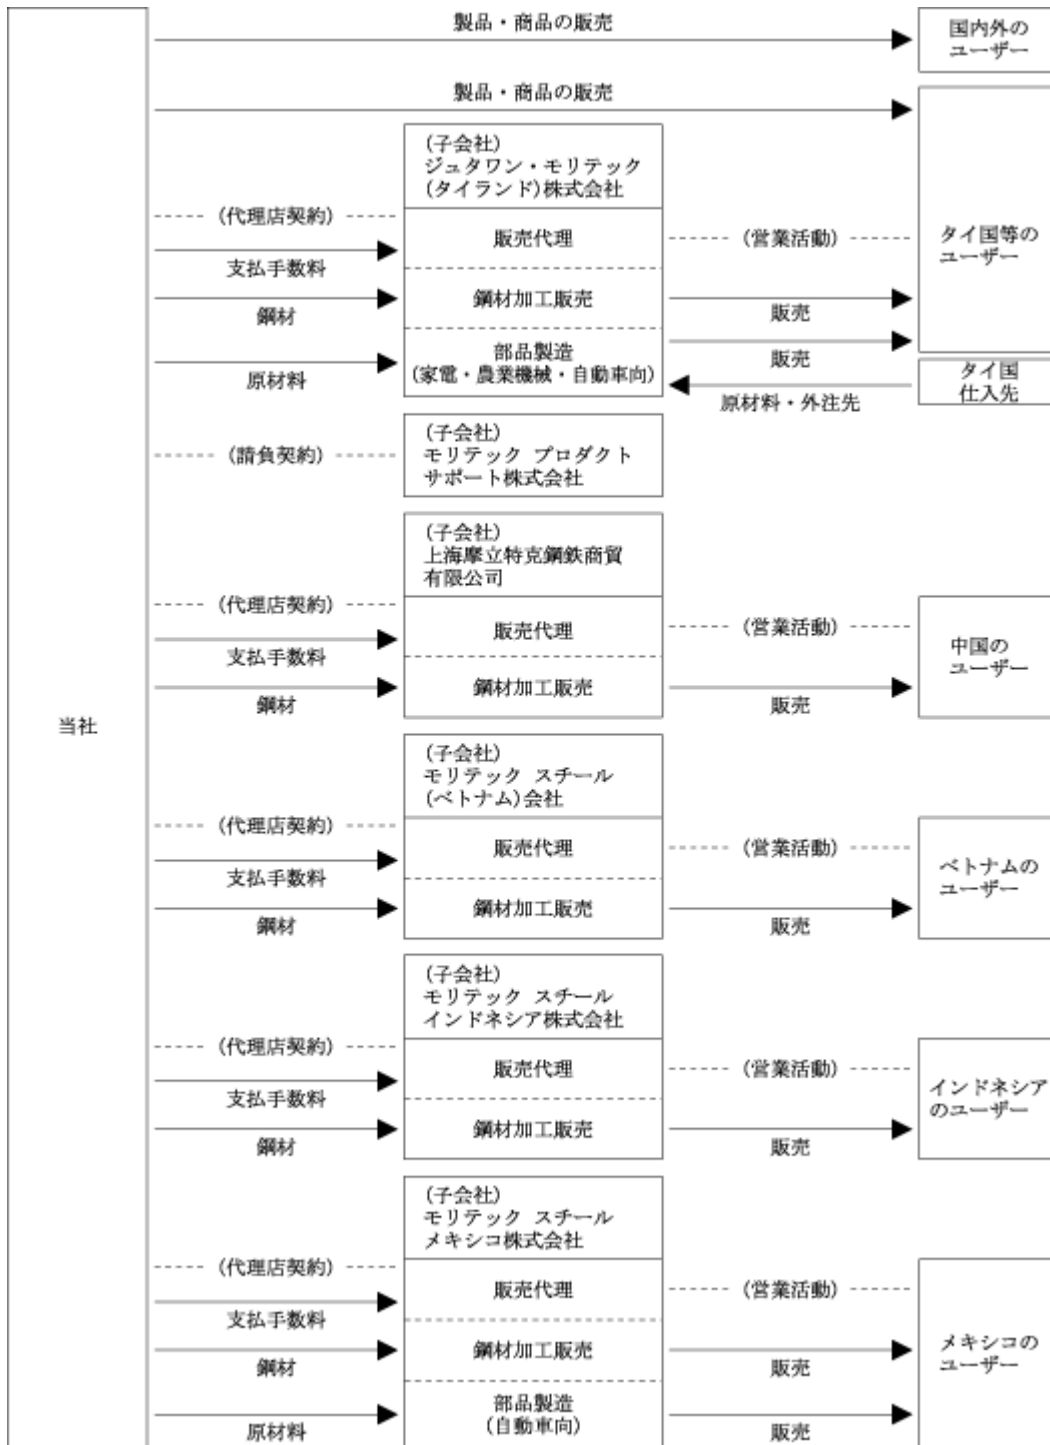 製品・商品の販売
国内外の
ユーザー
製品・商品の販売
(子会社)
ジュタワン・モリテック
(タイランド)株式会社
(代理店契約)
支払手数料
販売代理
(営業活動)
タイ国等の
ユーザー
鋼材
鋼材加工販売
販売
原材料
部品製造
(家電・農業機械・自動車向)
販売
原材料・外注先
タイ国
仕入先
(請負契約)
(子会社)
モリテック プロダクト
サポート株式会社
(子会社)
上海摩立特克鋼鉄商貿
有限公司
(代理店契約)
支払手数料
販売代理
(営業活動)
中国の
ユーザー
鋼材
鋼材加工販売
販売
当社
(子会社)
モリテック スチール
(ベトナム)会社
(代理店契約)
支払手数料
販売代理
(営業活動)
ベトナムの
ユーザー
鋼材
鋼材加工販売
販売
(子会社)
モリテック スチール
インドネシア株式会社
(代理店契約)
支払手数料
販売代理
(営業活動)
インドネシア
のユーザー
鋼材
鋼材加工販売
販売
(子会社)
モリテック スチール
メキシコ株式会社
(代理店契約)
支払手数料
販売代理
(営業活動)
メキシコの
ユーザー
鋼材
鋼材加工販売
販売
原材料
部品製造
(自動車向)
販売